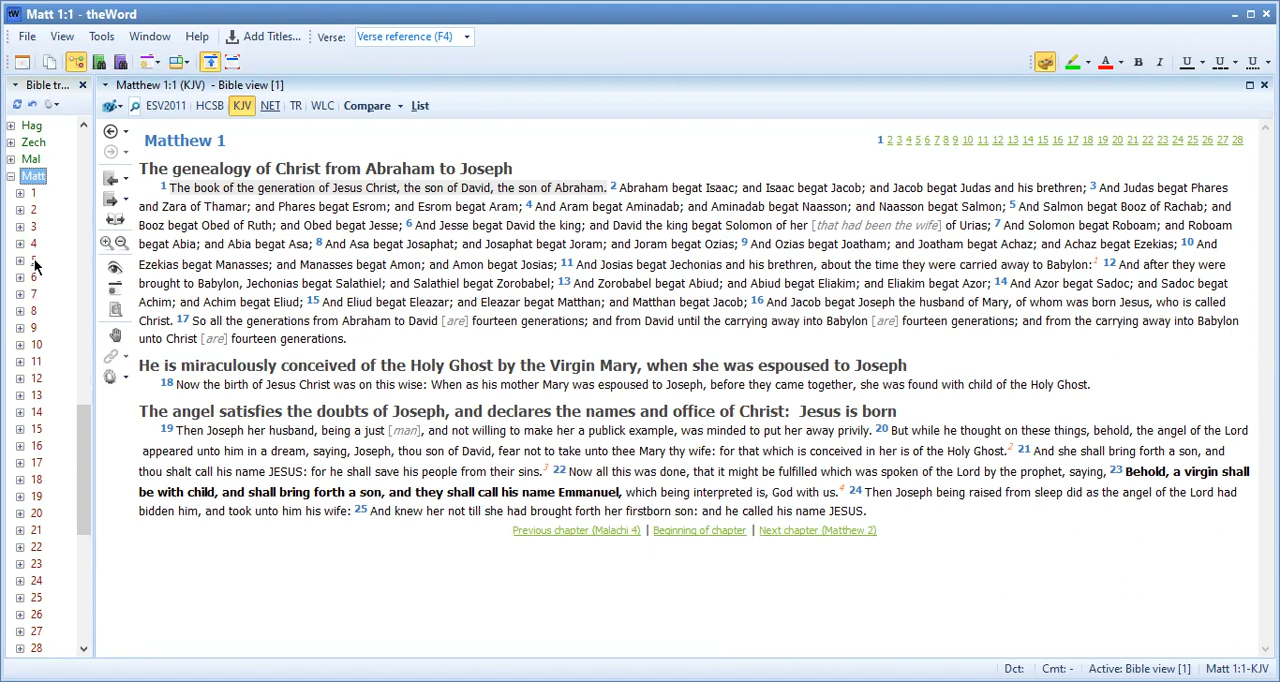 Matt 1:1 - theWord
File View Tools Window Help Add Titles... Verse: Verse reference (F4)
Bible tr... Matthew 1:1 (KJV) - Bible view [1]
ESV2011 HCSB KJV NET TR WLC Compare List
Hag
Zech
Mal
Matt
1
2
3
4
6
7
8
9
10
11
12
13
14
15
16
17
18
19
20
21
22
23
24
25
26
27
28
Matthew 1
1 2 3 4 5 6 7 8 9 10 11 12 13 14 15 16 17 18 19 20 21 22 23 24 25 26 27 28
The genealogy of Christ from Abraham to Joseph
1 The book of the generation of Jesus Christ, the son of David, the son of Abraham. 2 Abraham begat Isaac; and Isaac begat Jacob; and Jacob begat Judas and his brethren; 3 And Judas begat Phares
and Zara of Thamar; and Phares begat Esrom; and Esrom begat Aram; 4 And Aram begat Aminadab; and Aminadab begat Naasson; and Naasson begat Salmon; 5 And Salmon begat Booz of Rachab; and
Booz begat Obed of Ruth; and Obed begat Jesse; 6 And Jesse begat David the king; and David the king begat Solomon of her [that had been the wife] of Urias; 7 And Solomon begat Roboam; and Roboam
begat Abia; and Abia begat Asa; 8 And Asa begat Josaphat; and Josaphat begat Joram; and Joram begat Ozias; 9 And Ozias begat Joatham; and Joatham begat Achaz; and Achaz begat Ezekias; 10 And
Ezekias begat Manasses; and Manasses begat Amon; and Amon begat Josias; 11 And Josias begat Jechonias and his brethren, about the time they were carried away to Babylon: 1 12 And after they were
brought to Babylon, Jechonias begat Salathiel; and Salathiel begat Zorobabel; 13 And Zorobabel begat Abiud; and Abiud begat Eliakim; and Eliakim begat Azor; 14 And Azor begat Sadoc; and Sadoc begat
Achim; and Achim begat Eliud; 15 And Eliud begat Eleazar; and Eleazar begat Matthan; and Matthan begat Jacob; 16 And Jacob begat Joseph the husband of Mary, of whom was born Jesus, who is called
Christ. 17 So all the generations from Abraham to David [are] fourteen generations; and from David until the carrying away into Babylon [are] fourteen generations; and from the carrying away into Babylon
unto Christ [are] fourteen generations.
He is miraculously conceived of the Holy Ghost by the Virgin Mary, when she was espoused to Joseph
18 Now the birth of Jesus Christ was on this wise: When as his mother Mary was espoused to Joseph, before they came together, she was found with child of the Holy Ghost.
The angel satisfies the doubts of Joseph, and declares the names and office of Christ: Jesus is born
19 Then Joseph her husband, being a just [man], and not willing to make her a publick example, was minded to put her away privily. 20 But while he thought on these things, behold, the angel of the Lord
appeared unto him in a dream, saying, Joseph, thou son of David, fear not to take unto thee Mary thy wife: for that which is conceived in her is of the Holy Ghost. 2 21 And she shall bring forth a son, and
thou shalt call his name JESUS: for he shall save his people from their sins. 3 22 Now all this was done, that it might be fulfilled which was spoken of the Lord by the prophet, saying, 23 Behold, a virgin shall
be with child, and shall bring forth a son, and they shall call his name Emmanuel, which being interpreted is, God with us. 4 24 Then Joseph being raised from sleep did as the angel of the Lord had
bidden him, and took unto him his wife: 25 And knew her not till she had brought forth her firstborn son: and he called his name JESUS.
Previous chapter (Malachi 4) | Beginning of chapter | Next chapter (Matthew 2)
Dct: Cmt: - Active: Bible view [1] Matt 1:1-KJV